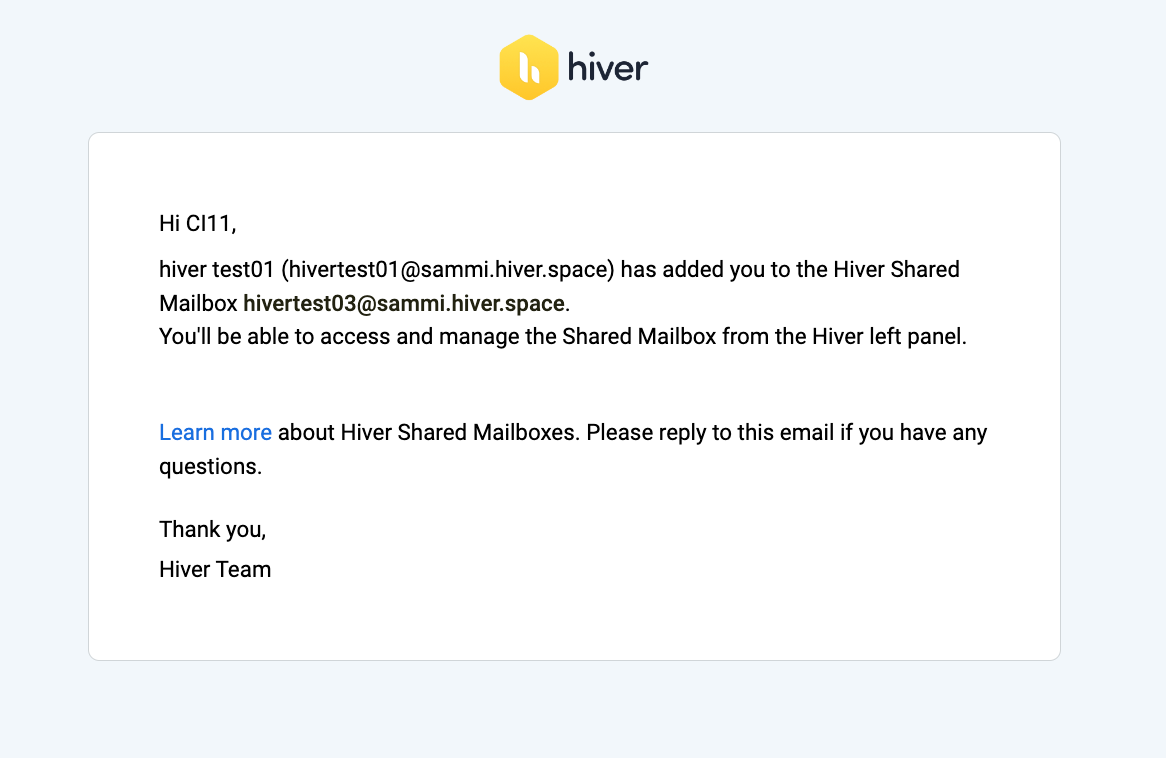 hiver
Hi CI11,
hiver test01 (hivertest01@sammi.hiver.space) has added you to the Hiver Shared
Mailbox hivertest03@sammi.hiver.space.
You'll be able to access and manage the Shared Mailbox from the Hiver left panel.
Learn more about Hiver Shared Mailboxes. Please reply to this email if you have any
questions.
Thank you,
Hiver Team